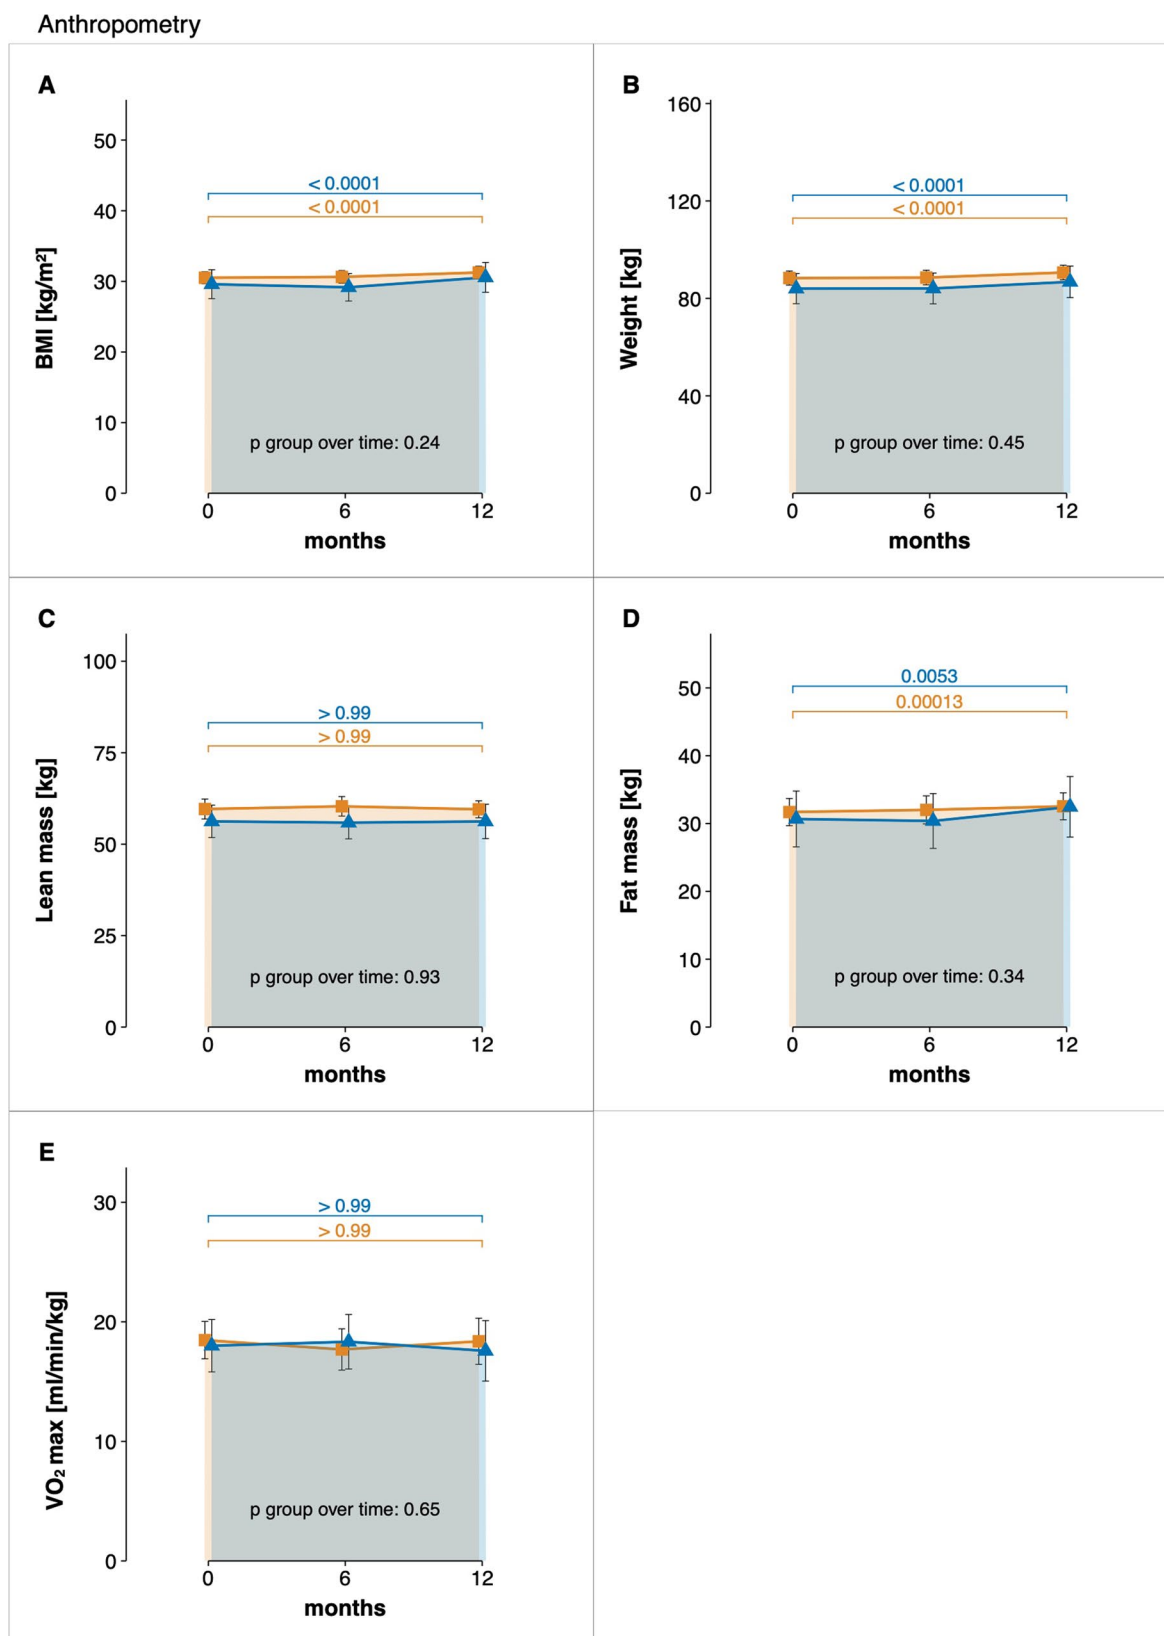 Anthropometry
A
BMI [kg/m²]
50
40
30
20
10
0
< 0.0001
< 0.0001
p group over time: 0.24
0 6 12
months
B
Weight [kg]
160
120
80
40
0
< 0.0001
< 0.0001
p group over time: 0.45
0 6 12
months
C
Lean mass [kg]
100
75
50
25
0
> 0.99
> 0.99
p group over time: 0.93
0 6 12
months
D
Fat mass [kg]
50
40
30
20
10
0
0.0053
0.00013
p group over time: 0.34
0 6 12
months
E
VO₂ max [ml/min/kg]
30
20
10
0
> 0.99
> 0.99
p group over time: 0.65
0 6 12
months